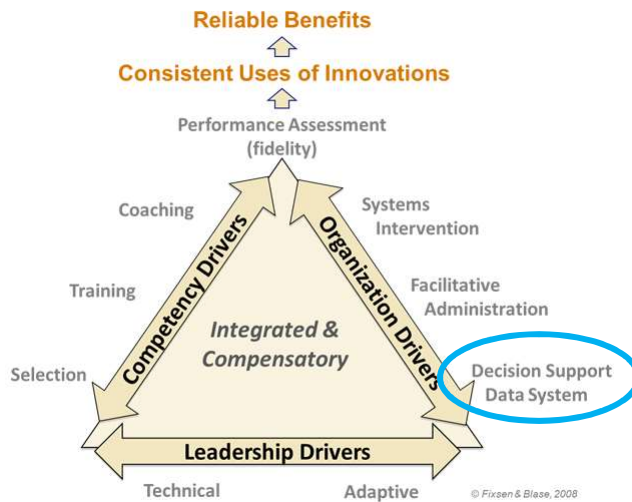 Reliable Benefits
Consistent Uses of Innovations
Performance Assessment
(fidelity)
Coaching
Systems
Intervention
Competency Drivers
Organization Drivers
Training
Facilitative
Administration
Integrated &
Compensatory
Selection
Decision Support
Data System
Leadership Drivers
Technical
Adaptive
© Fixsen & Blase, 2008